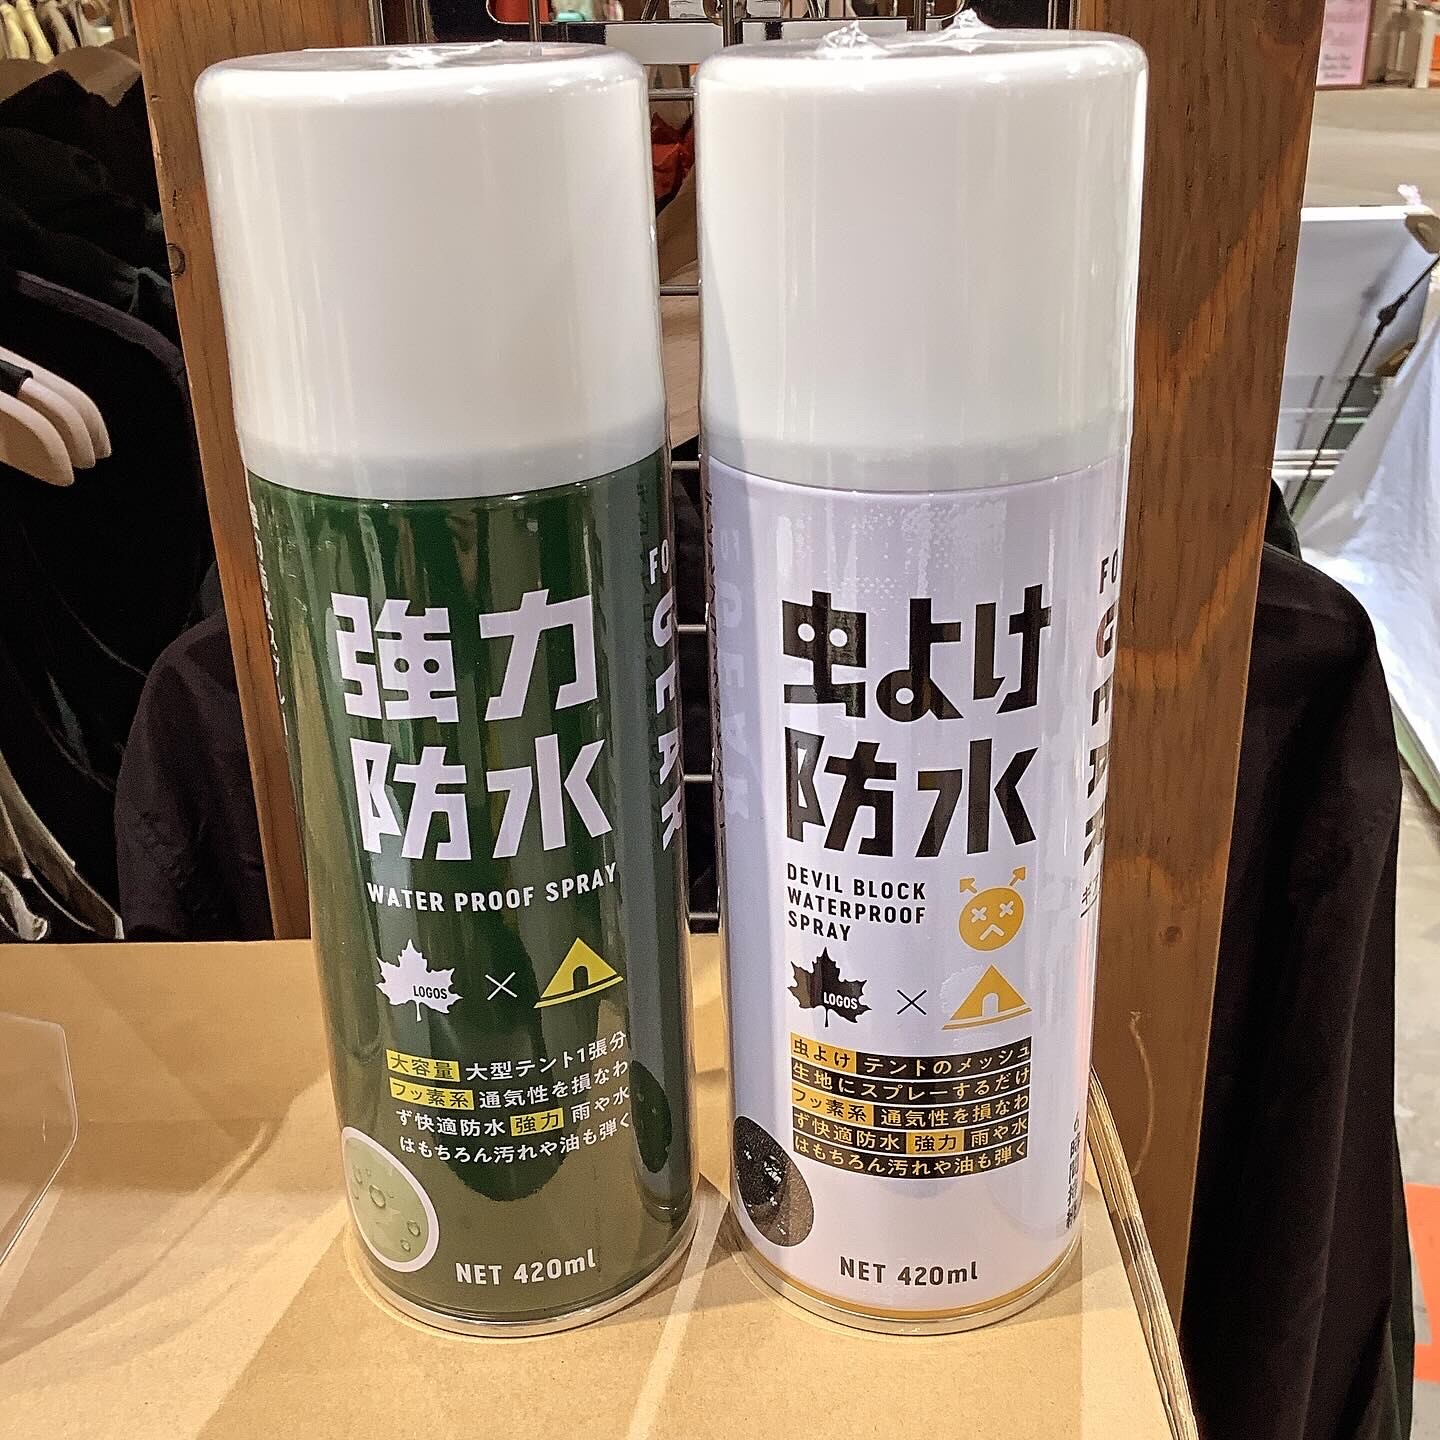 強力
防水
WATER PROOF SPRAY
LOGOS ×
大容量 大型テント1張分
フッ素系 通気性を損なわ
ず快適防水 強力 雨や水
はもちろん汚れや油も弾く
NET 420ml
GEAR
虫よけ
防水
DEVIL BLOCK
WATERPROOF
SPRAY
LOGOS ×
虫よけ テントのメッシュ
生地にスプレーするだけ
フッ素系 通気性を損なわ
ず快適防水 強力 雨や水
はもちろん汚れや油も弾く
NET 420ml
GEAR